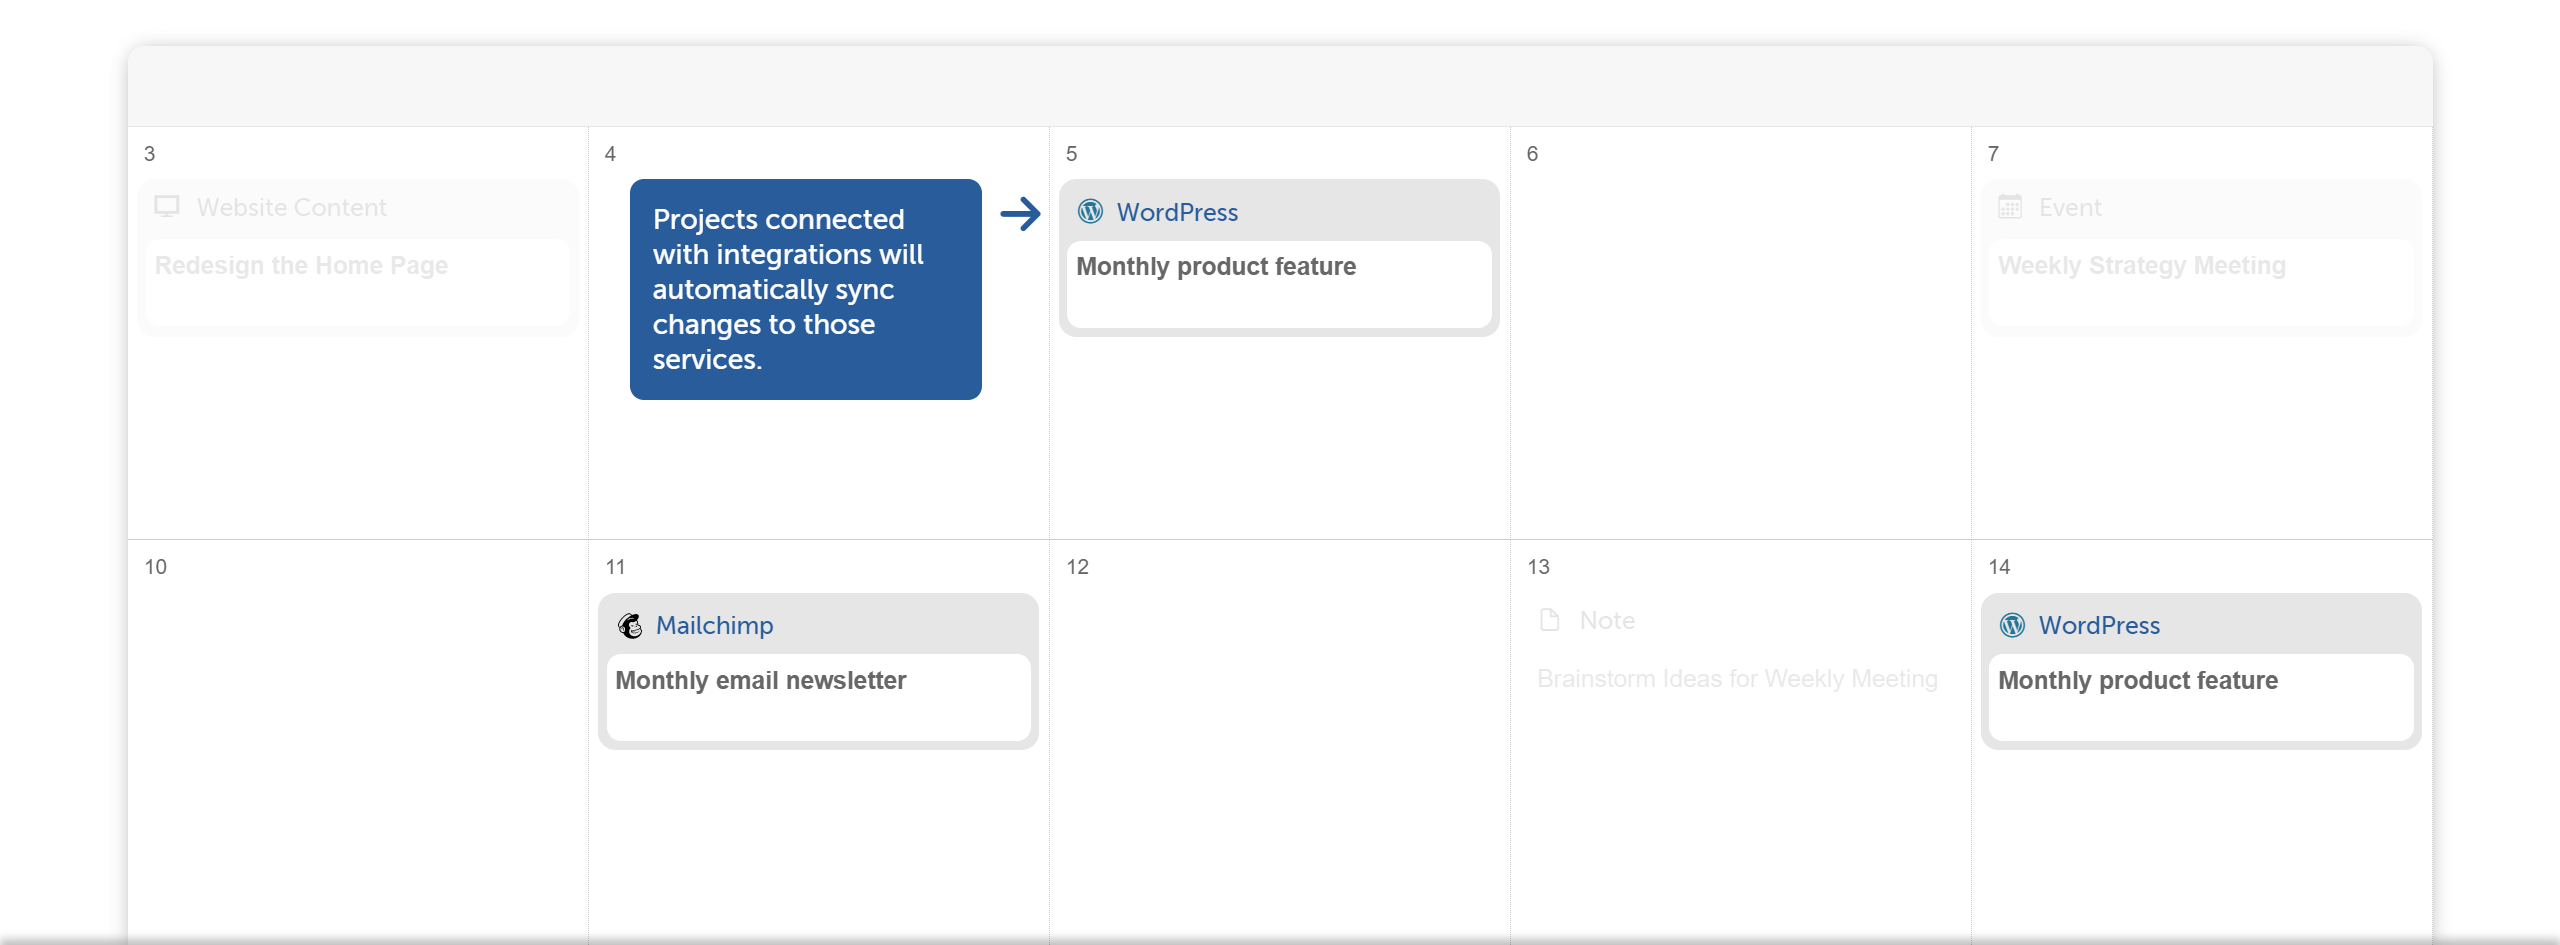 3
4
5
6
7
Website Content
Redesign the Home Page
Projects connected
with integrations will
automatically sync
changes to those
services.
WordPress
Monthly product feature
Event
Weekly Strategy Meeting
10
11
12
13
14
Mailchimp
Monthly email newsletter
Note
Brainstorm Ideas for Weekly Meeting
WordPress
Monthly product feature